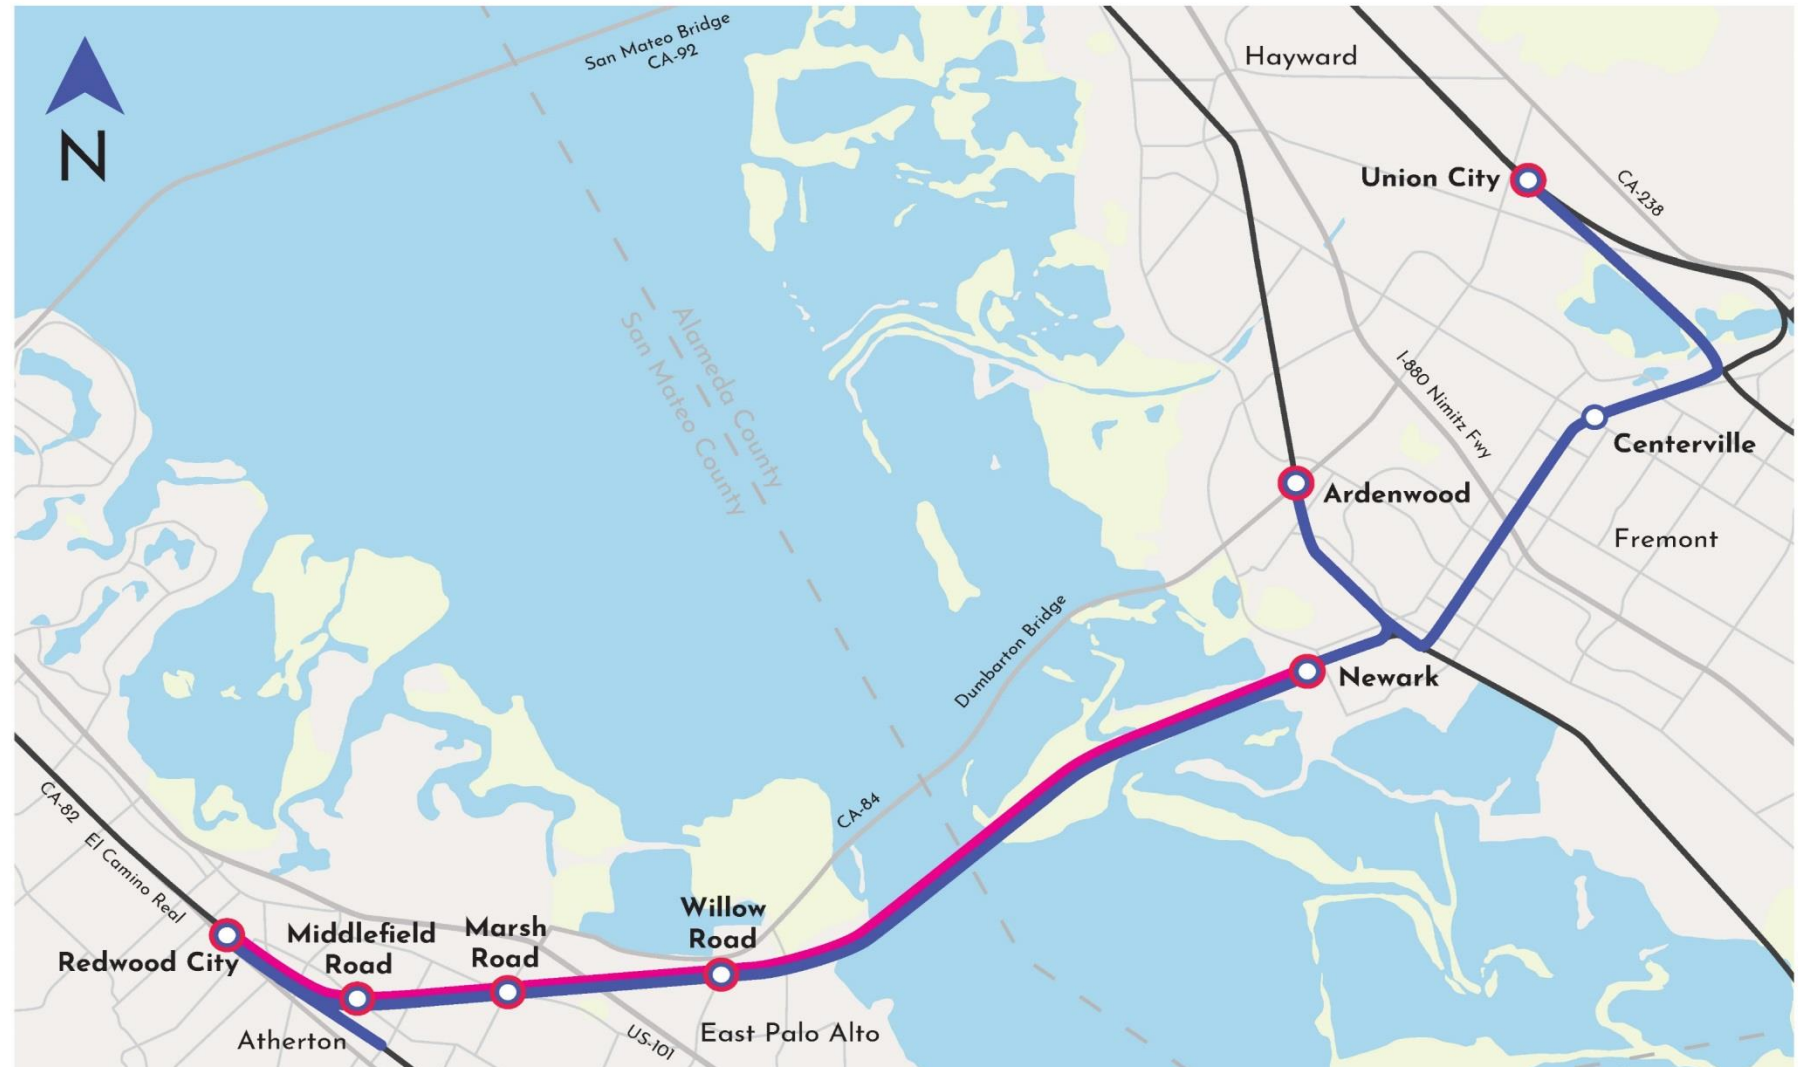 San Mateo Bridge
CA-92
Hayward
N
Union City
CA-238
Alameda County
San Mateo County
I-880 Nimitz Fwy
Centerville
Ardenwood
Fremont
Dumbarton Bridge
Newark
CA-84
CA-82 El Camino Real
Redwood City
Middlefield
Road
Marsh
Road
Willow
Road
Atherton
US-101
East Palo Alto